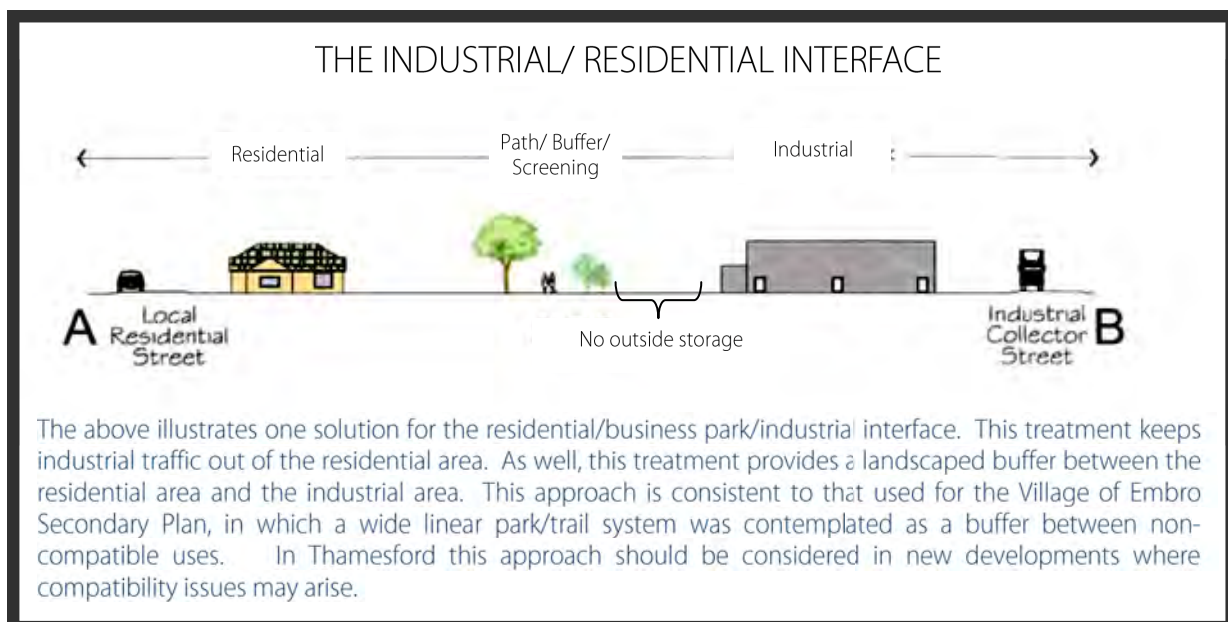 THE INDUSTRIAL/ RESIDENTIAL INTERFACE
Residential
Path/ Buffer/
Screening
Industrial
No outside storage
A
Local
Residential
Street
Industrial
Collector
Street
B
The above illustrates one solution for the residential/business park/industrial interface. This treatment keeps
industrial traffic out of the residential area. As well, this treatment provides a landscaped buffer between the
residential area and the industrial area. This approach is consistent to that used for the Village of Embro
Secondary Plan, in which a wide linear park/trail system was contemplated as a buffer between non-
compatible uses. In Thamesford this approach should be considered in new developments where
compatibility issues may arise.